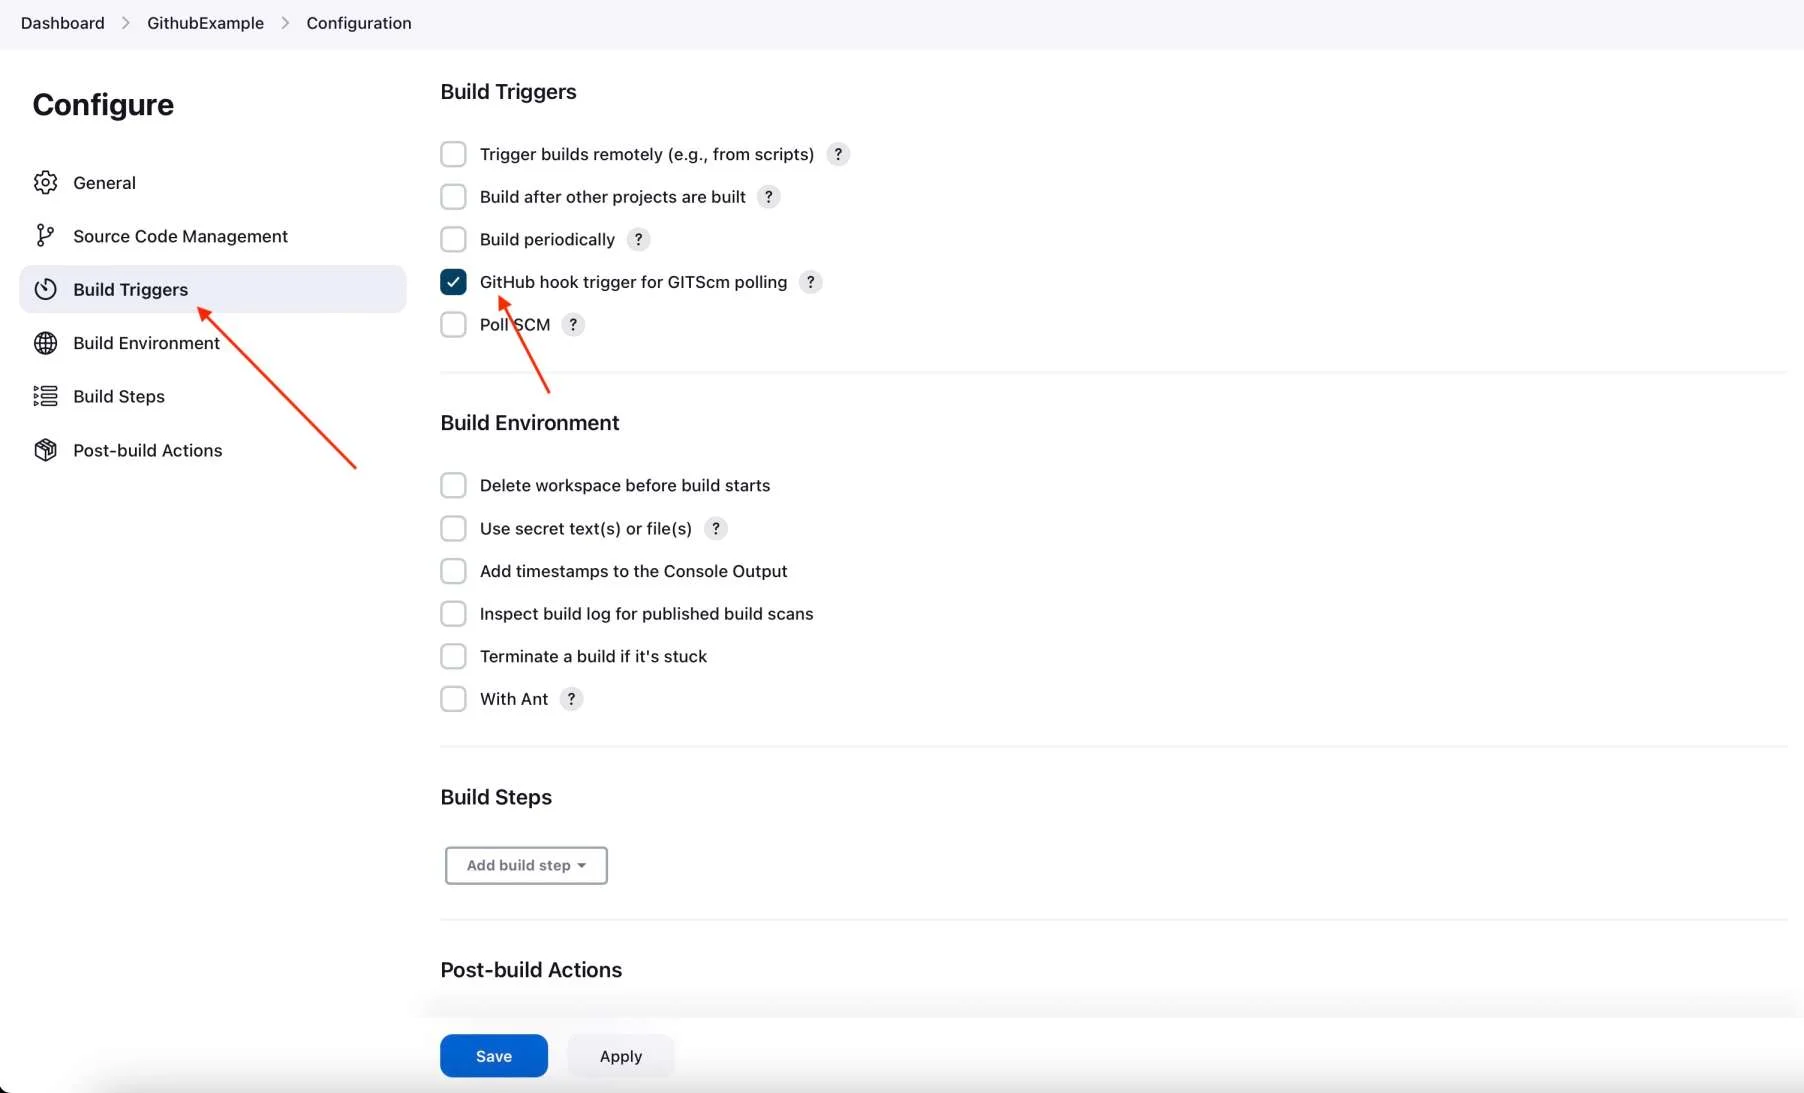 Dashboard > GithubExample > Configuration
Configure
General
Source Code Management
Build Triggers
Build Environment
Build Steps
Post-build Actions
Build Triggers
Trigger builds remotely (e.g., from scripts) ?
Build after other projects are built ?
Build periodically ?
GitHub hook trigger for GITScm polling ?
Poll SCM ?
Build Environment
Delete workspace before build starts
Use secret text(s) or file(s) ?
Add timestamps to the Console Output
Inspect build log for published build scans
Terminate a build if it's stuck
With Ant ?
Build Steps
Add build step
Post-build Actions
Save Apply